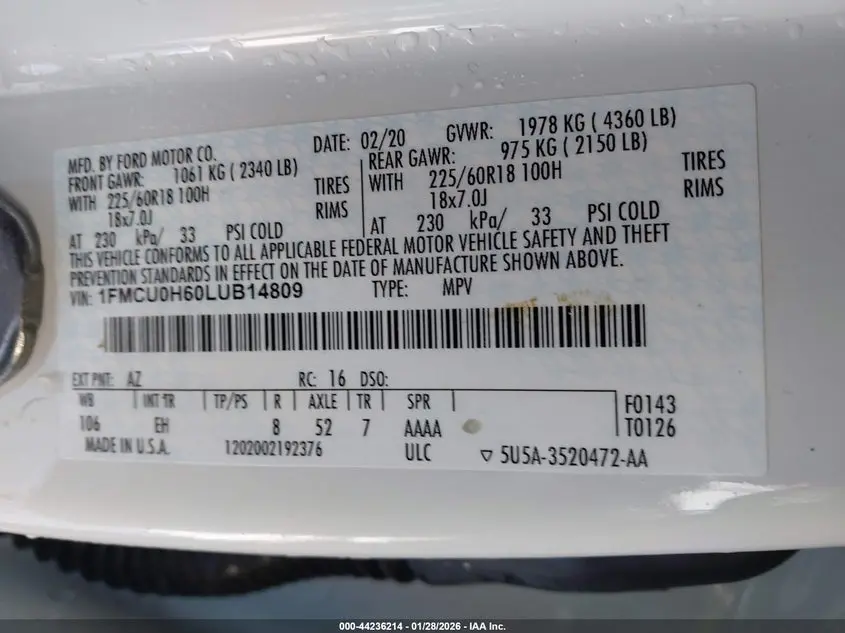 MFD. BY FORD MOTOR CO. DATE: 02/20 GVWR: 1978 KG ( 4360 LB)
FRONT GAWR: 1061 KG ( 2340 LB) REAR GAWR: 975 KG ( 2150 LB)
WITH 225/60R18 100H TIRES WITH 225/60R18 100H TIRES
18x7.0J RIMS 18x7.0J RIMS
AT 230 kPa/ 33 PSI COLD AT 230 kPa/ 33 PSI COLD
THIS VEHICLE CONFORMS TO ALL APPLICABLE FEDERAL MOTOR VEHICLE SAFETY AND THEFT
PREVENTION STANDARDS IN EFFECT ON THE DATE OF MANUFACTURE SHOWN ABOVE.
VIN: 1FMCU0H60LUB14809 TYPE: MPV
EXT PNT: AZ RC: 16 DSO:
WB INT TR TP/PS R AXLE TR SPR F0143
106 EH 8 52 7 AAAA T0126
MADE IN U.S.A. 1202002192376 ULC ▽ 5U5A-3520472-AA
000-44236214 | 01/28/2026 - IAA Inc.